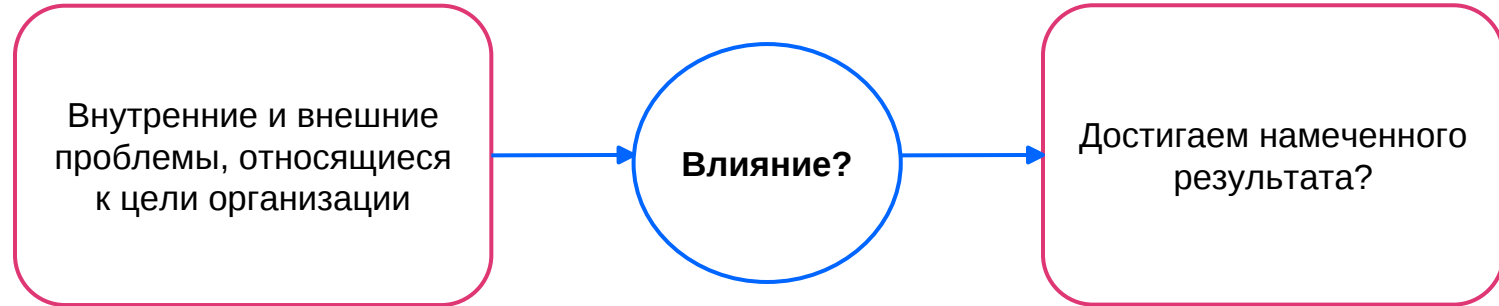 Внутренние и внешние
проблемы, относящиеся
к цели организации
Влияние?
Достигаем намеченного
результата?